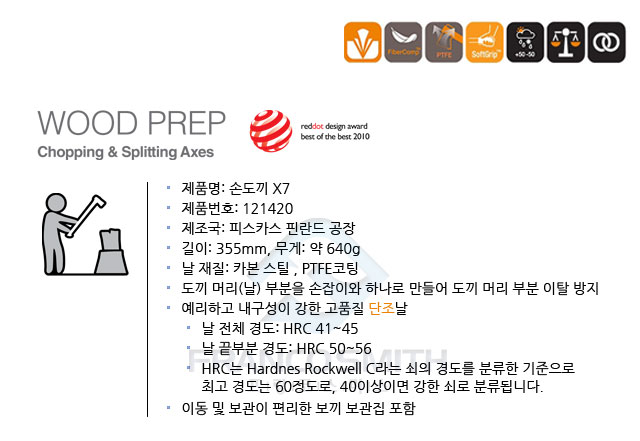 FiberComp
PTFE
SoftGrip
+50 -50
WOOD PREP
Chopping & Splitting Axes
reddot design award
best of the best 2010
제품명: 손도끼 X7
제품번호: 121420
제조국: 피스카스 핀란드 공장
길이: 355mm, 무게: 약 640g
날 재질: 카본 스틸 , PTFE코팅
도끼 머리(날) 부분을 손잡이와 하나로 만들어 도끼 머리 부분 이탈 방지
예리하고 내구성이 강한 고품질 단조날
날 전체 경도: HRC 41~45
날 끝부분 경도: HRC 50~56
FRANCO SMITH
HRC는 Hardnes Rockwell C라는 쇠의 경도를 분류한 기준으로
최고 경도는 60정도로, 40이상이면 강한 쇠로 분류됩니다.
이동 및 보관이 편리한 보끼 보관집 포함